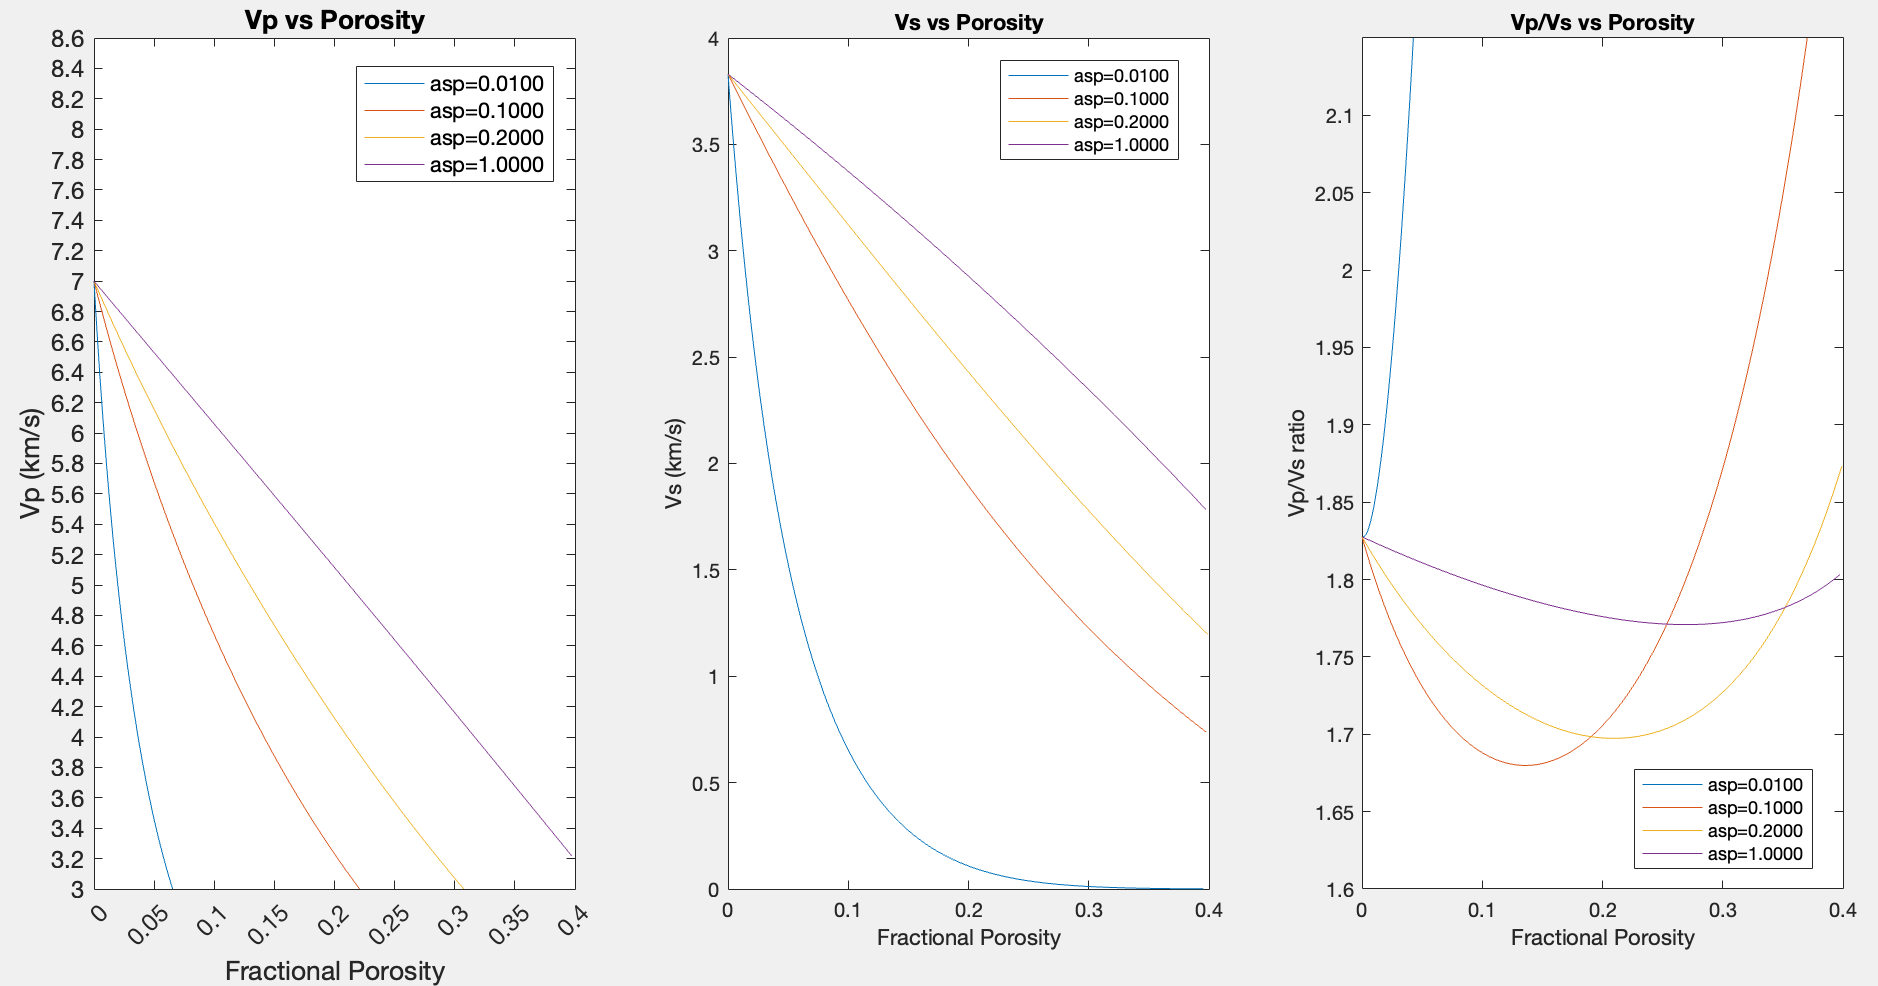 Vp vs Porosity
8.6
8.4
8.2
8
7.8
7.6
7.4
7.2
7
6.8
6.6
6.4
6.2
6
5.8
5.6
5.4
5.2
5
4.8
4.6
4.4
4.2
4
3.8
3.6
3.4
3.2
3
Vp (km/s)
asp=0.0100
asp=0.1000
asp=0.2000
asp=1.0000
0 0.05 0.1 0.15 0.2 0.25 0.3 0.35 0.4
Fractional Porosity
Vs vs Porosity
4
3.5
3
2.5
2
1.5
1
0.5
0
Vs (km/s)
asp=0.0100
asp=0.1000
asp=0.2000
asp=1.0000
0 0.1 0.2 0.3 0.4
Fractional Porosity
Vp/Vs vs Porosity
2.1
2.05
2
1.95
1.9
1.85
1.8
1.75
1.7
1.65
1.6
Vp/Vs ratio
asp=0.0100
asp=0.1000
asp=0.2000
asp=1.0000
0 0.1 0.2 0.3 0.4
Fractional Porosity